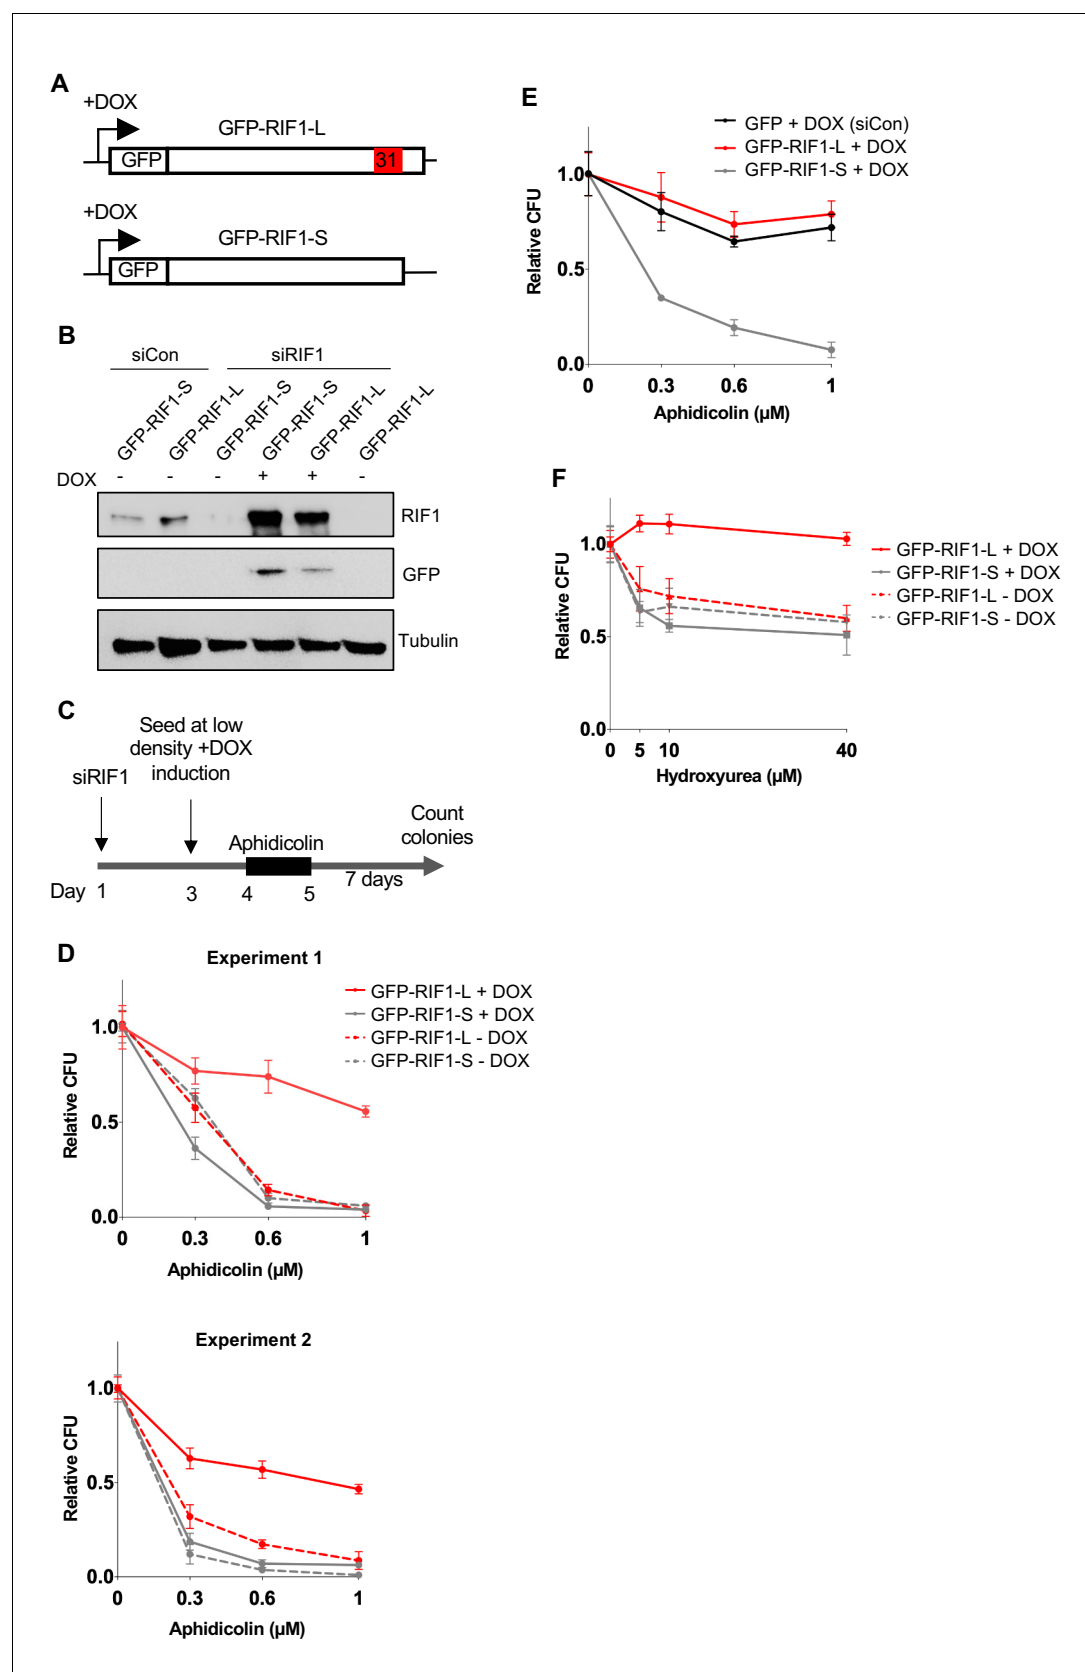 A
+DOX
GFP-RIF1-L
GFP
31
+DOX
GFP-RIF1-S
GFP
B
siCon
siRIF1
GFP-RIF1-S
GFP-RIF1-L
GFP-RIF1-S
GFP-RIF1-S
GFP-RIF1-L
GFP-RIF1-L
DOX - - - + + -
RIF1
GFP
Tubulin
C
Seed at low
density +DOX
induction
siRIF1
Aphidicolin
Count
colonies
7 days
Day 1 3 4 5
D
Experiment 1
GFP-RIF1-L + DOX
GFP-RIF1-S + DOX
GFP-RIF1-L - DOX
GFP-RIF1-S - DOX
Relative CFU
1.0
0.5
0.0
0 0.3 0.6 1
Aphidicolin (µM)
Experiment 2
Relative CFU
1.0
0.5
0.0
0 0.3 0.6 1
Aphidicolin (µM)
E
GFP + DOX (siCon)
GFP-RIF1-L + DOX
GFP-RIF1-S + DOX
Relative CFU
1.0
0.5
0.0
0 0.3 0.6 1
Aphidicolin (µM)
F
GFP-RIF1-L + DOX
GFP-RIF1-S + DOX
GFP-RIF1-L - DOX
GFP-RIF1-S - DOX
Relative CFU
1.0
0.5
0.0
0 5 10 40
Hydroxyurea (µM)